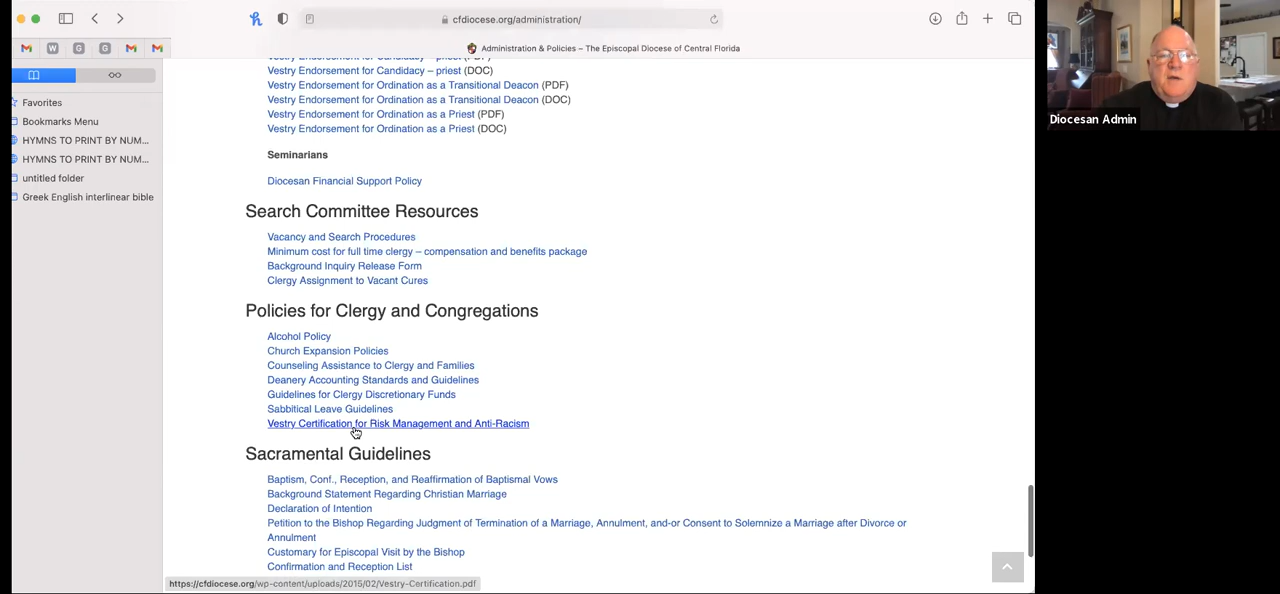 cfdiocese.org/administration/
Administration & Policies – The Episcopal Diocese of Central Florida
Favorites
Bookmarks Menu
HYMNS TO PRINT BY NUM...
HYMNS TO PRINT BY NUM...
untitled folder
Greek English interlinear bible
Vestry Endorsement for Candidacy – priest (PDF)
Vestry Endorsement for Candidacy – priest (DOC)
Vestry Endorsement for Ordination as a Transitional Deacon (PDF)
Vestry Endorsement for Ordination as a Transitional Deacon (DOC)
Vestry Endorsement for Ordination as a Priest (PDF)
Vestry Endorsement for Ordination as a Priest (DOC)
Seminarians
Diocesan Financial Support Policy
Search Committee Resources
Vacancy and Search Procedures
Minimum cost for full time clergy – compensation and benefits package
Background Inquiry Release Form
Clergy Assignment to Vacant Cures
Policies for Clergy and Congregations
Alcohol Policy
Church Expansion Policies
Counseling Assistance to Clergy and Families
Deanery Accounting Standards and Guidelines
Guidelines for Clergy Discretionary Funds
Sabbitical Leave Guidelines
Vestry Certification for Risk Management and Anti-Racism
Sacramental Guidelines
Baptism, Conf., Reception, and Reaffirmation of Baptismal Vows
Background Statement Regarding Christian Marriage
Declaration of Intention
Petition to the Bishop Regarding Judgment of Termination of a Marriage, Annulment, and-or Consent to Solemnize a Marriage after Divorce or
Annulment
Customary for Episcopal Visit by the Bishop
Confirmation and Reception List
https://cfdiocese.org/wp-content/uploads/2015/02/Vestry-Certification.pdf
Diocesan Admin